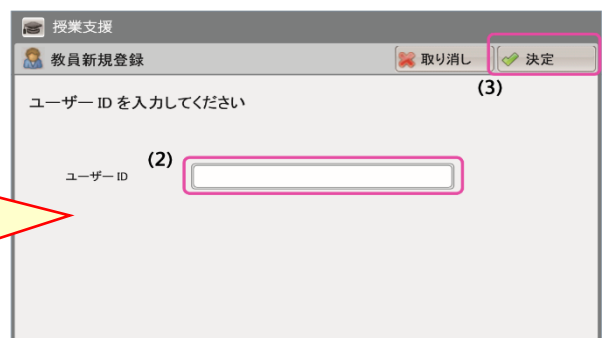 授業支援
教員新規登録
取り消し
決定
(3)
ユーザー ID を入力してください
(2)
ユーザー ID